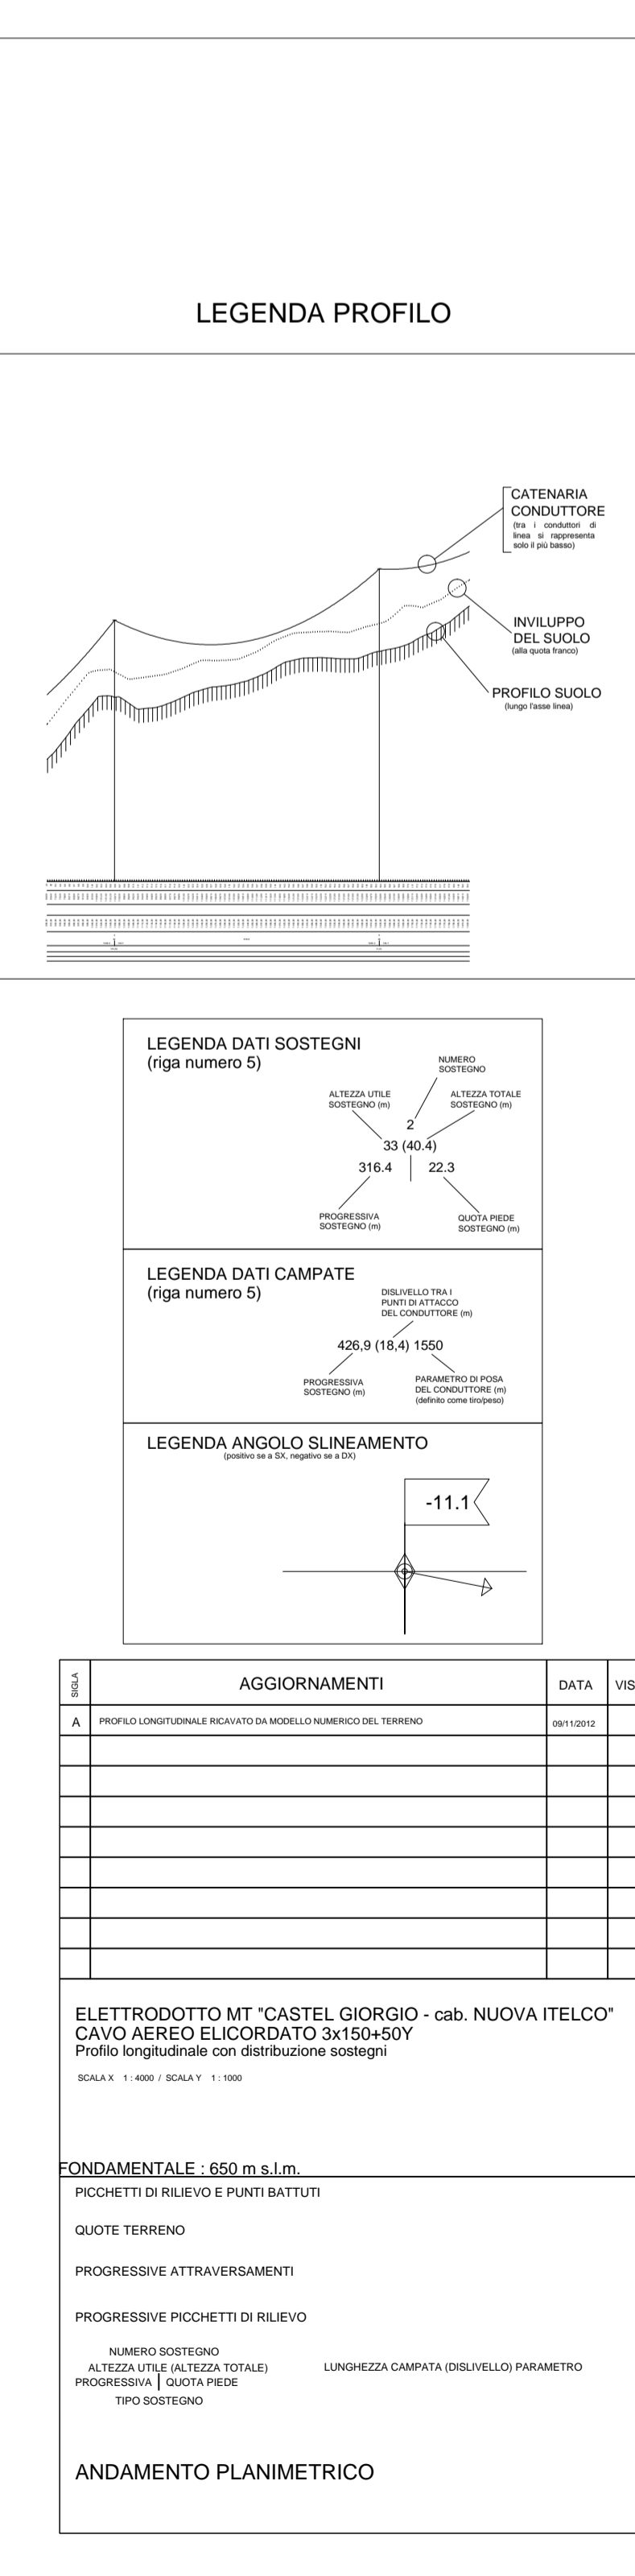 LEGENDA PROFILO
CATENARIA
CONDUTTORE
(tra i conduttori di
linea si rappresenta
solo il più basso)
INVILUPPO
DEL SUOLO
(alla quota franco)
PROFILO SUOLO
(lungo l'asse linea)
LEGENDA DATI SOSTEGNI
(riga numero 5)
NUMERO
SOSTEGNO
ALTEZZA UTILE
SOSTEGNO (m)
ALTEZZA TOTALE
SOSTEGNO (m)
2
33 (40.4)
316.4 22.3
PROGRESSIVA
SOSTEGNO (m)
QUOTA PIEDE
SOSTEGNO (m)
LEGENDA DATI CAMPATE
(riga numero 5)
DISLIVELLO TRA I
PUNTI DI ATTACCO
DEL CONDUTTORE (m)
426,9 (18,4) 1550
PROGRESSIVA
SOSTEGNO (m)
PARAMETRO DI POSA
DEL CONDUTTORE (m)
(definito come tiro/peso)
LEGENDA ANGOLO SLINEAMENTO
(positivo se a SX, negativo se a DX)
-11.1
SIGLA AGGIORNAMENTI DATA VIS
A PROFILO LONGITUDINALE RICAVATO DA MODELLO NUMERICO DEL TERRENO 09/11/2012
ELETTRODOTTO MT "CASTEL GIORGIO - cab. NUOVA ITELCO"
CAVO AEREO ELICORDATO 3x150+50Y
Profilo longitudinale con distribuzione sostegni
SCALA X 1 : 4000 / SCALA Y 1 : 1000
FONDAMENTALE : 650 m s.l.m.
PICCHETTI DI RILIEVO E PUNTI BATTUTI
QUOTE TERRENO
PROGRESSIVE ATTRAVERSAMENTI
PROGRESSIVE PICCHETTI DI RILIEVO
NUMERO SOSTEGNO
ALTEZZA UTILE (ALTEZZA TOTALE) LUNGHEZZA CAMPATA (DISLIVELLO) PARAMETRO
PROGRESSIVA QUOTA PIEDE
TIPO SOSTEGNO
ANDAMENTO PLANIMETRICO